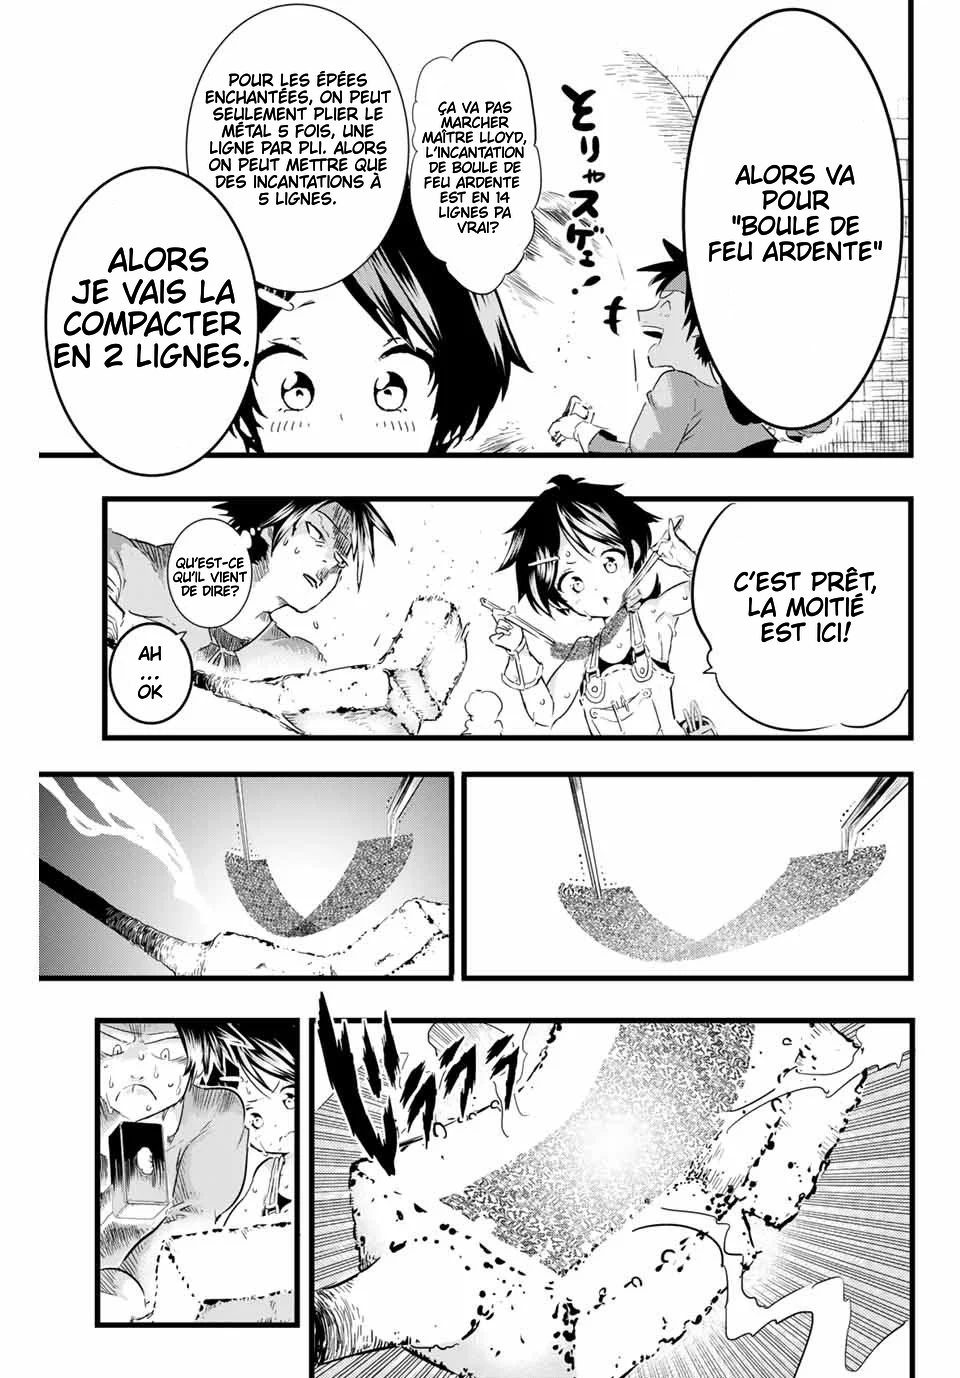 ALORS VA
POUR
"BOULE DE
FEU ARDENTE"
とりゃスゲェ!
ÇA VA PAS
MARCHER
MAÎTRE LLOYD,
L'INCANTATION
DE BOULE DE
FEU ARDENTE
EST EN 14
LIGNES PA
VRAI?
POUR LES ÉPÉES
ENCHANTÉES, ON PEUT
SEULEMENT PLIER LE
MÉTAL 5 FOIS, UNE
LIGNE PAR PLI. ALORS
ON PEUT METTRE QUE
DES INCANTATIONS À
5 LIGNES.
ALORS
JE VAIS LA
COMPACTER
EN 2 LIGNES.
C'EST PRÊT,
LA MOITIÉ
EST ICI!
QU'EST-CE
QU'IL VIENT
DE DIRE?
AH
...
OK